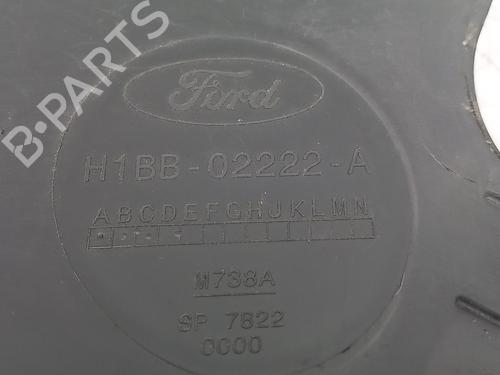 B-PARTS
Ford
H1BB-02222-A
ABCDEFGHJKLMN
M738A
SP 7822
0000